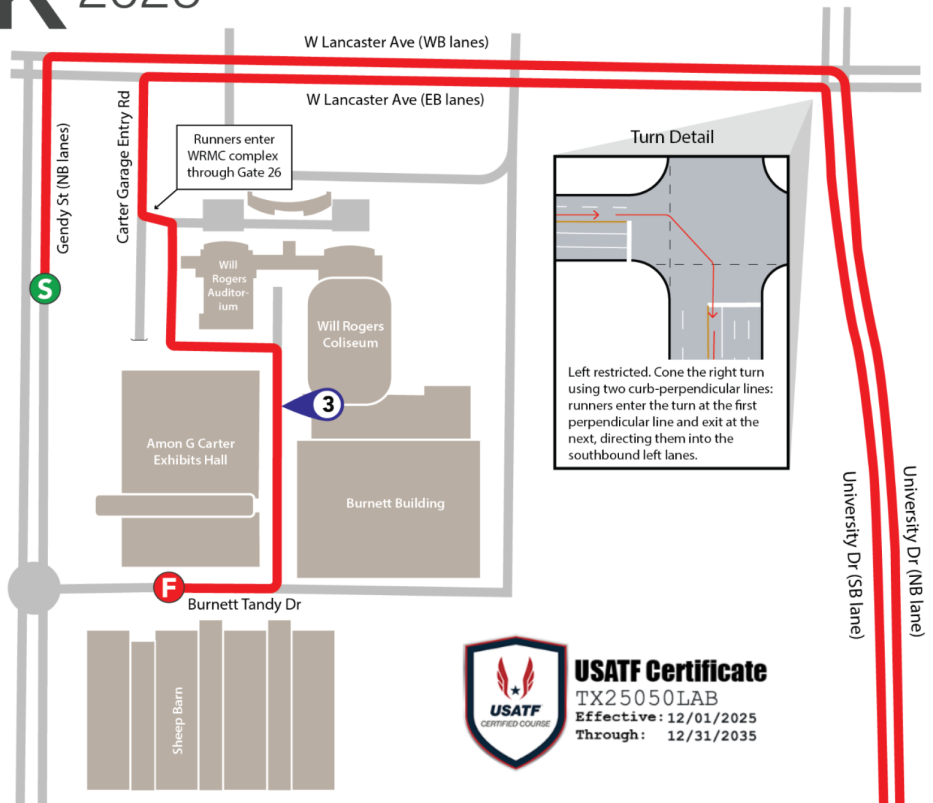 K 2025
W Lancaster Ave (WB lanes)
W Lancaster Ave (EB lanes)
Gendy St (NB lanes)
Carter Garage Entry Rd
Runners enter
WRMC complex
through Gate 26
Turn Detail
S
Will
Rogers
Auditor-
ium
Will Rogers
Coliseum
Left restricted. Cone the right turn
using two curb-perpendicular lines:
runners enter the turn at the first
perpendicular line and exit at the
next, directing them into the
southbound left lanes.
3
Amon G Carter
Exhibits Hall
Burnett Building
University Dr (SB lane)
University Dr (NB lane)
F
Burnett Tandy Dr
Sheep Barn
USATF
CERTIFIED COURSE
USATF Certificate
TX25050LAB
Effective: 12/01/2025
Through: 12/31/2035